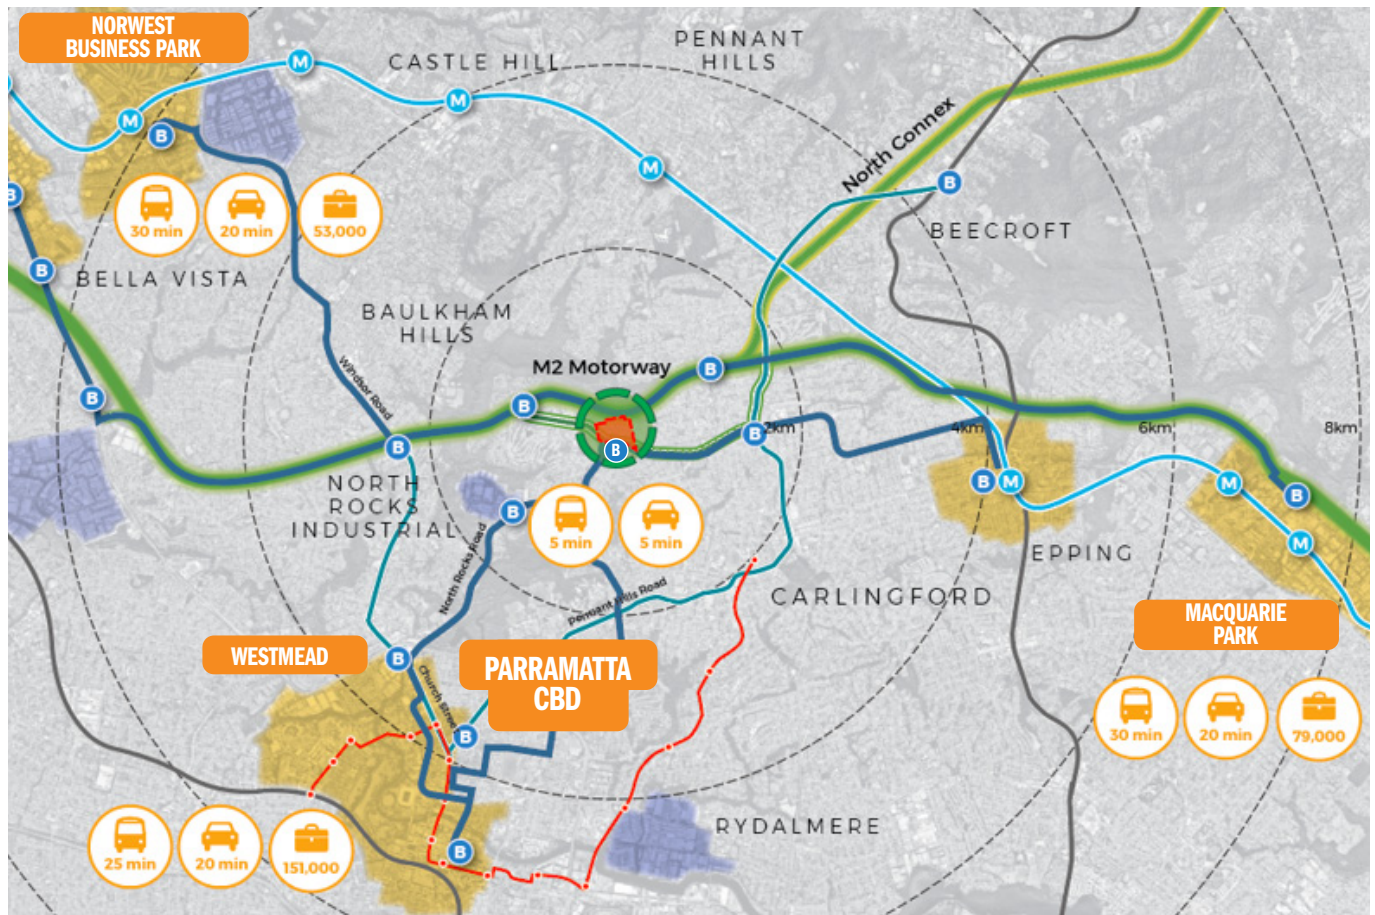 NORWEST
BUSINESS PARK
PENNANT
HILLS
CASTLE HILL
M
M
M
M
B
North Connex
B
B
BEECROFT
30 min
20 min
53,000
B
BELLA VISTA
BAULKHAM
HILLS
M2 Motorway
B
Windsor Road
B
B
B
B
B
B
2km
4km
6km
8km
NORTH
ROCKS
INDUSTRIAL
B
M
M
B
B
North Rocks Road
5 min
5 min
M
EPPING
Pennant Hills Road
CARLINGFORD
MACQUARIE
PARK
WESTMEAD
B
PARRAMATTA
CBD
Church Street
B
30 min
20 min
79,000
RYDALMERE
25 min
20 min
151,000
B